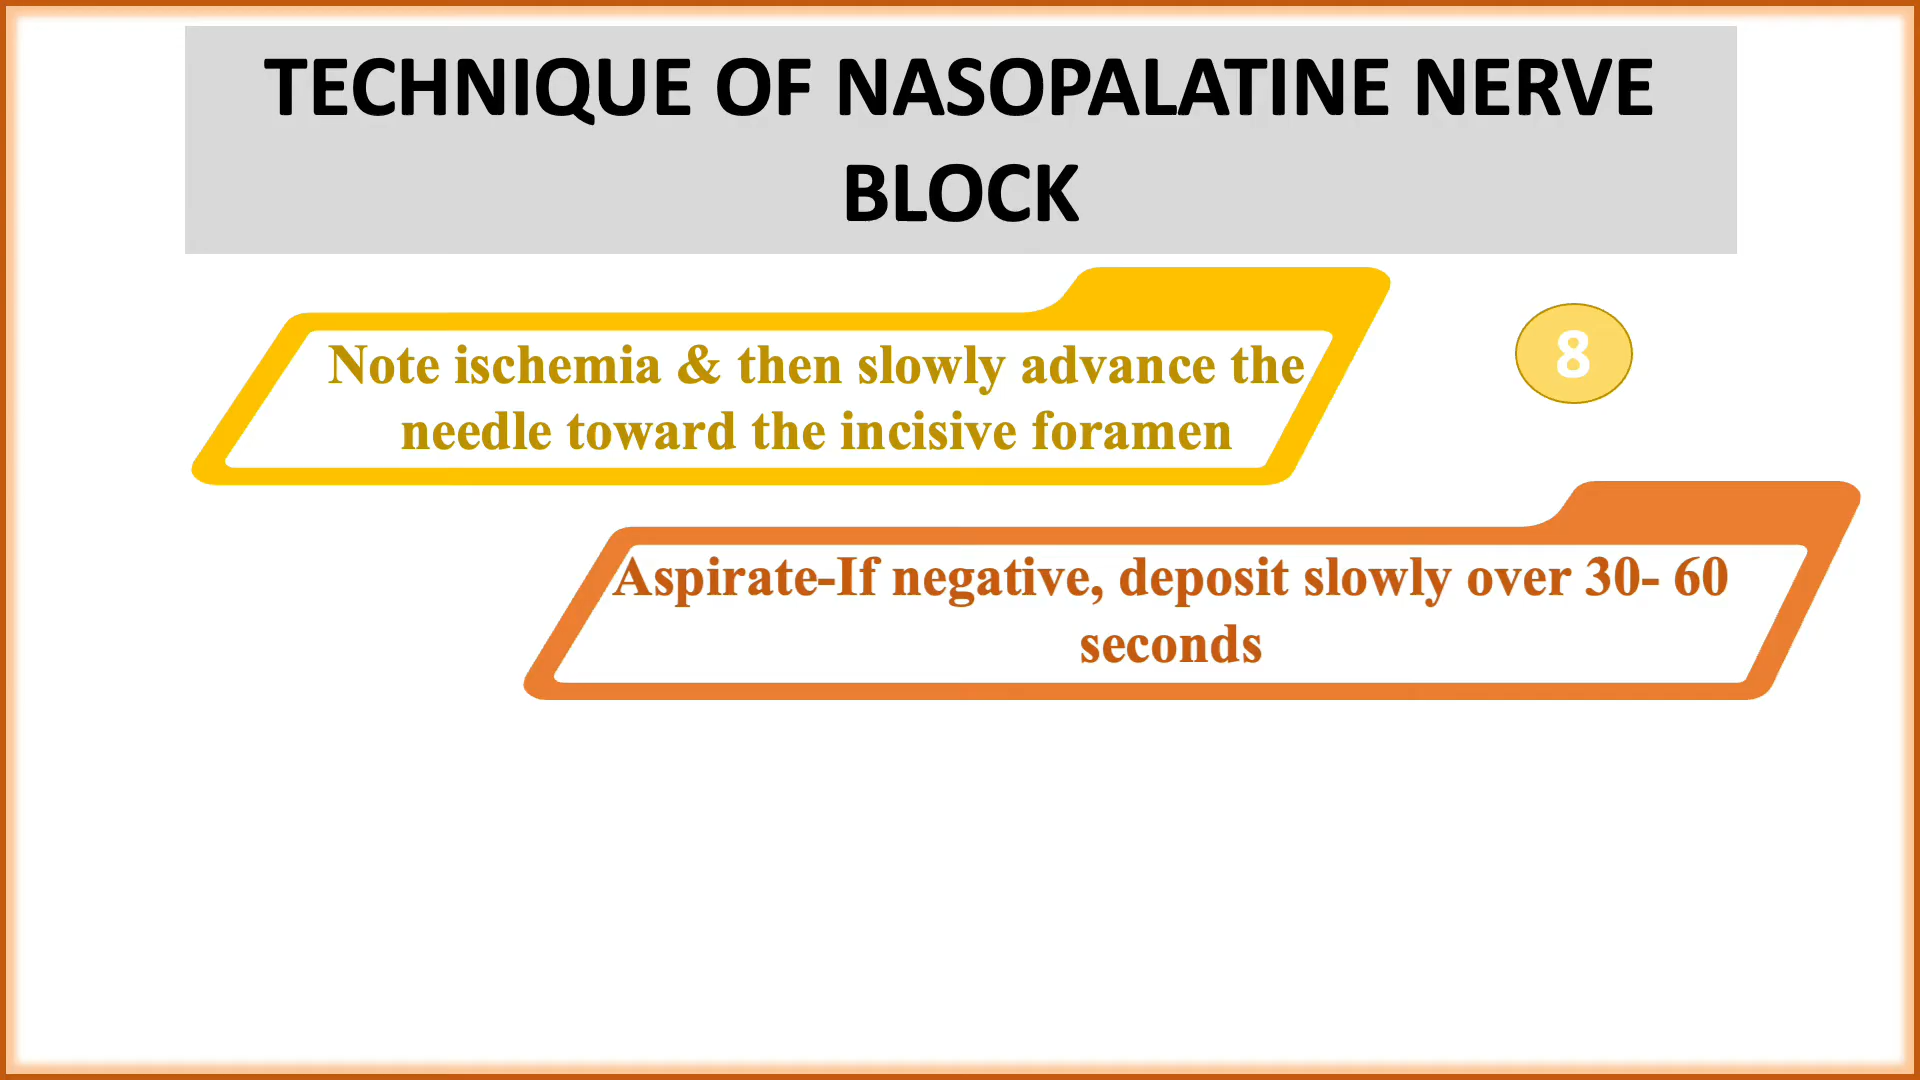 TECHNIQUE OF NASOPALATINE NERVE
BLOCK
Note ischemia & then slowly advance the
needle toward the incisive foramen
8
Aspirate-If negative, deposit slowly over 30- 60
seconds